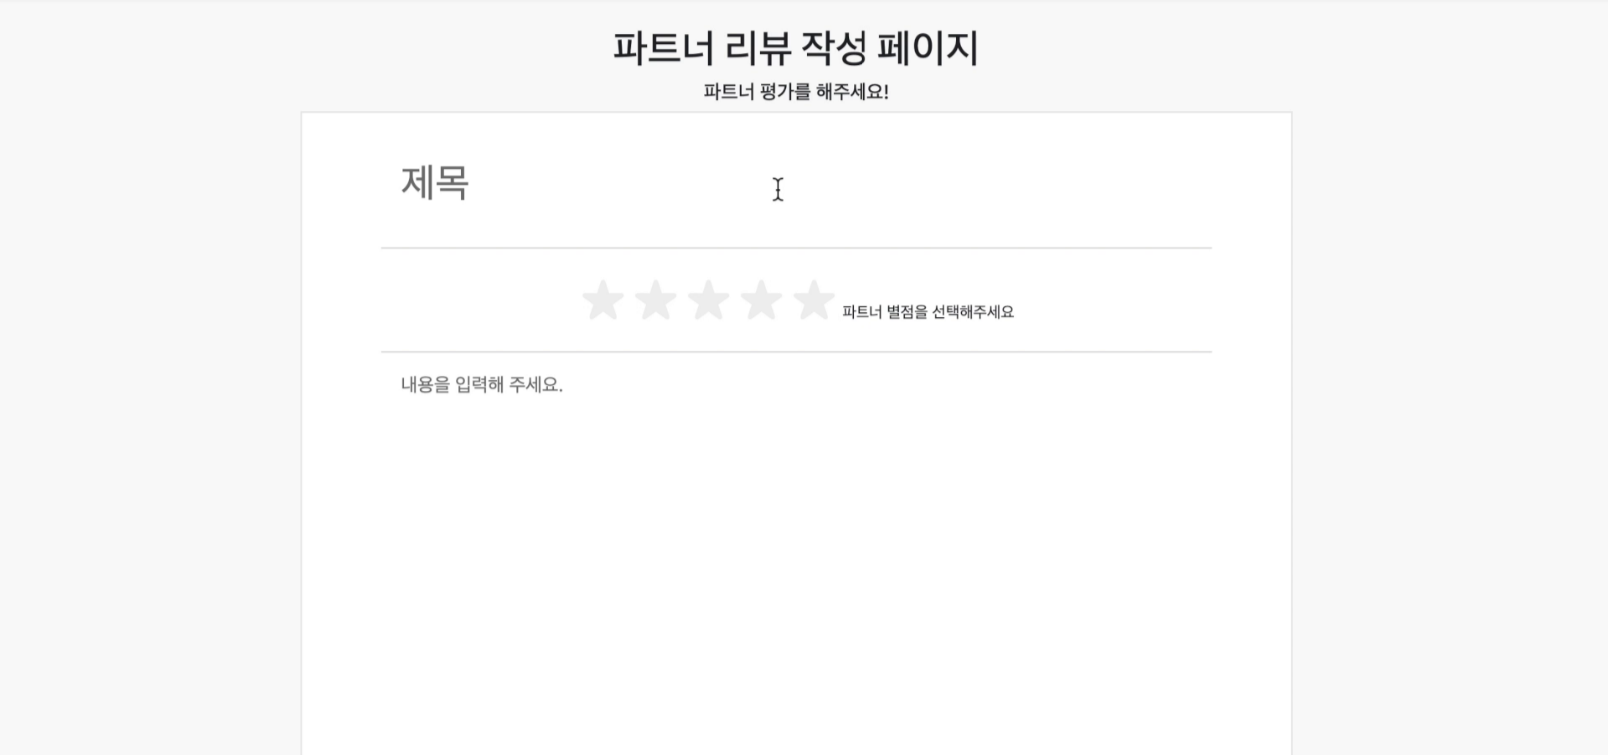 파트너 리뷰 작성 페이지
파트너 평가를 해주세요!
제목
파트너 별점을 선택해주세요
내용을 입력해 주세요.